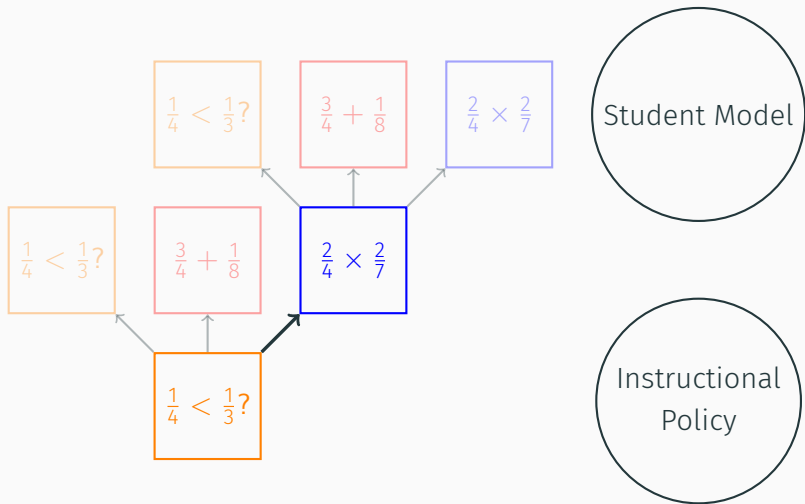 1/4 < 1/3? 3/4 + 1/8 2/4 × 2/7
Student Model
1/4 < 1/3? 3/4 + 1/8 2/4 × 2/7
1/4 < 1/3?
Instructional
Policy